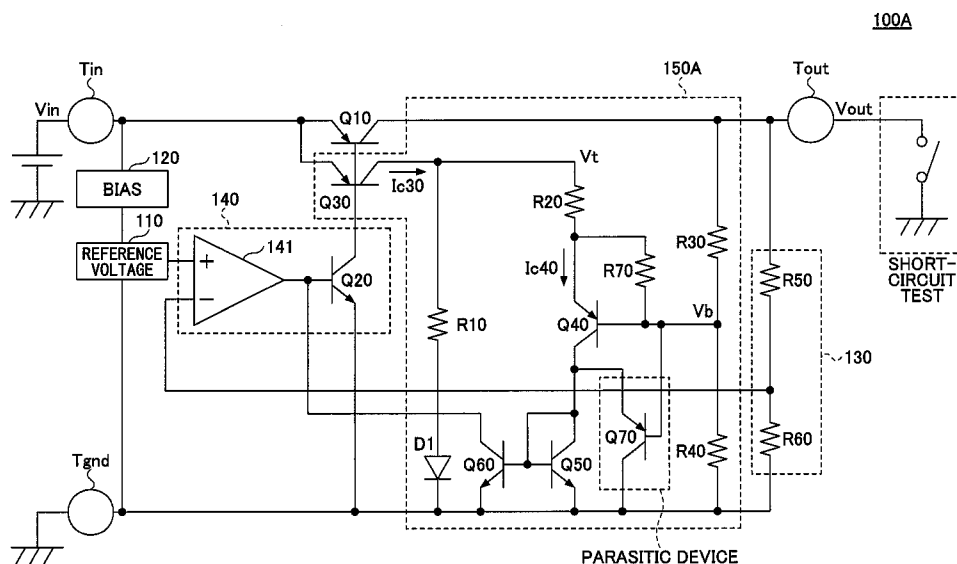 100A
150A
Tin
Tout
Vin
Vout
Q10
120
BIAS
Q30
Ic30
Vt
110
140
R20
REFERENCE
VOLTAGE
141
R30
+
−
Q20
Ic40
R70
SHORT-
CIRCUIT
TEST
R50
R10
Q40
Vb
130
Tgnd
D1
Q60
Q50
Q70
R40
R60
PARASITIC DEVICE